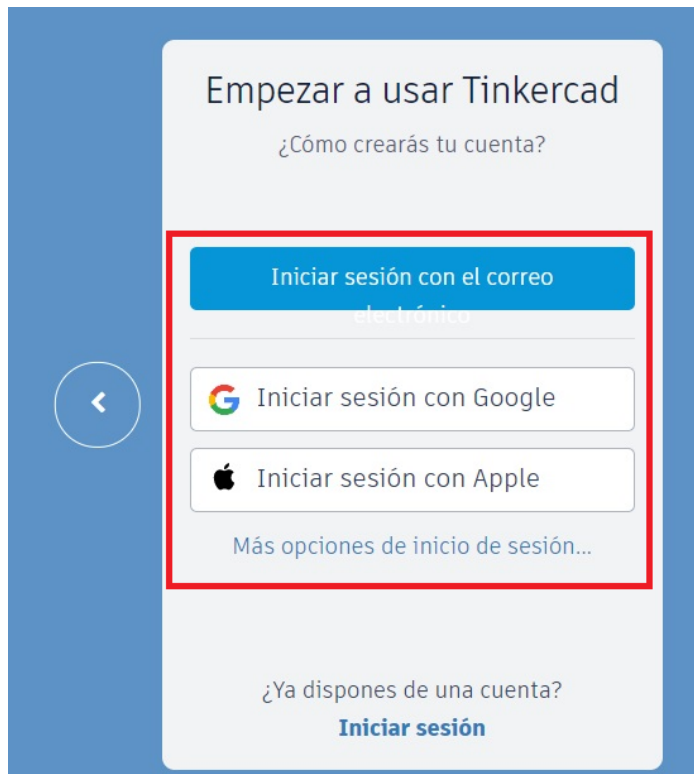 Empezar a usar Tinkercad
¿Cómo crearás tu cuenta?
Iniciar sesión con el correo
electrónico
Iniciar sesión con Google
Iniciar sesión con Apple
Más opciones de inicio de sesión...
¿Ya dispones de una cuenta?
Iniciar sesión